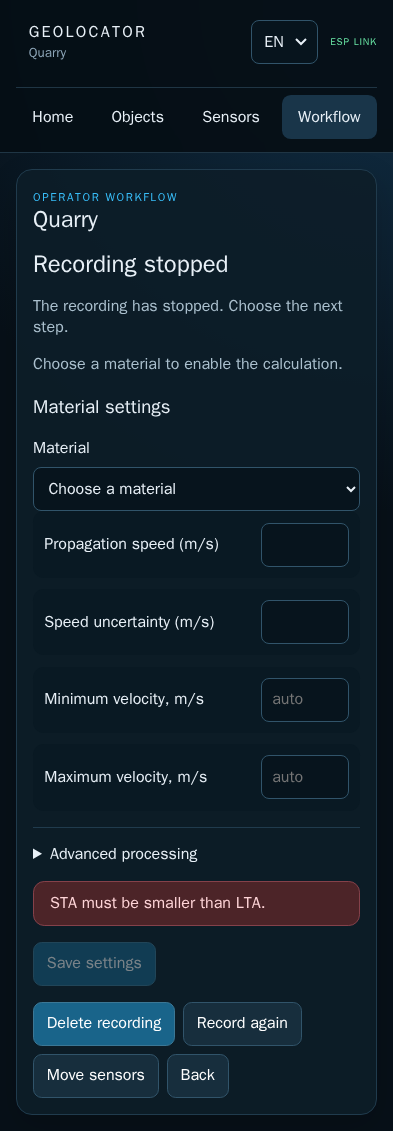 GEOLOCATOR
Quarry
EN
ESP LINK
Home Objects Sensors Workflow
OPERATOR WORKFLOW
Quarry
Recording stopped
The recording has stopped. Choose the next
step.
Choose a material to enable the calculation.
Material settings
Material
Choose a material
Propagation speed (m/s)
Speed uncertainty (m/s)
Minimum velocity, m/s auto
Maximum velocity, m/s auto
Advanced processing
STA must be smaller than LTA.
Save settings
Delete recording Record again
Move sensors Back